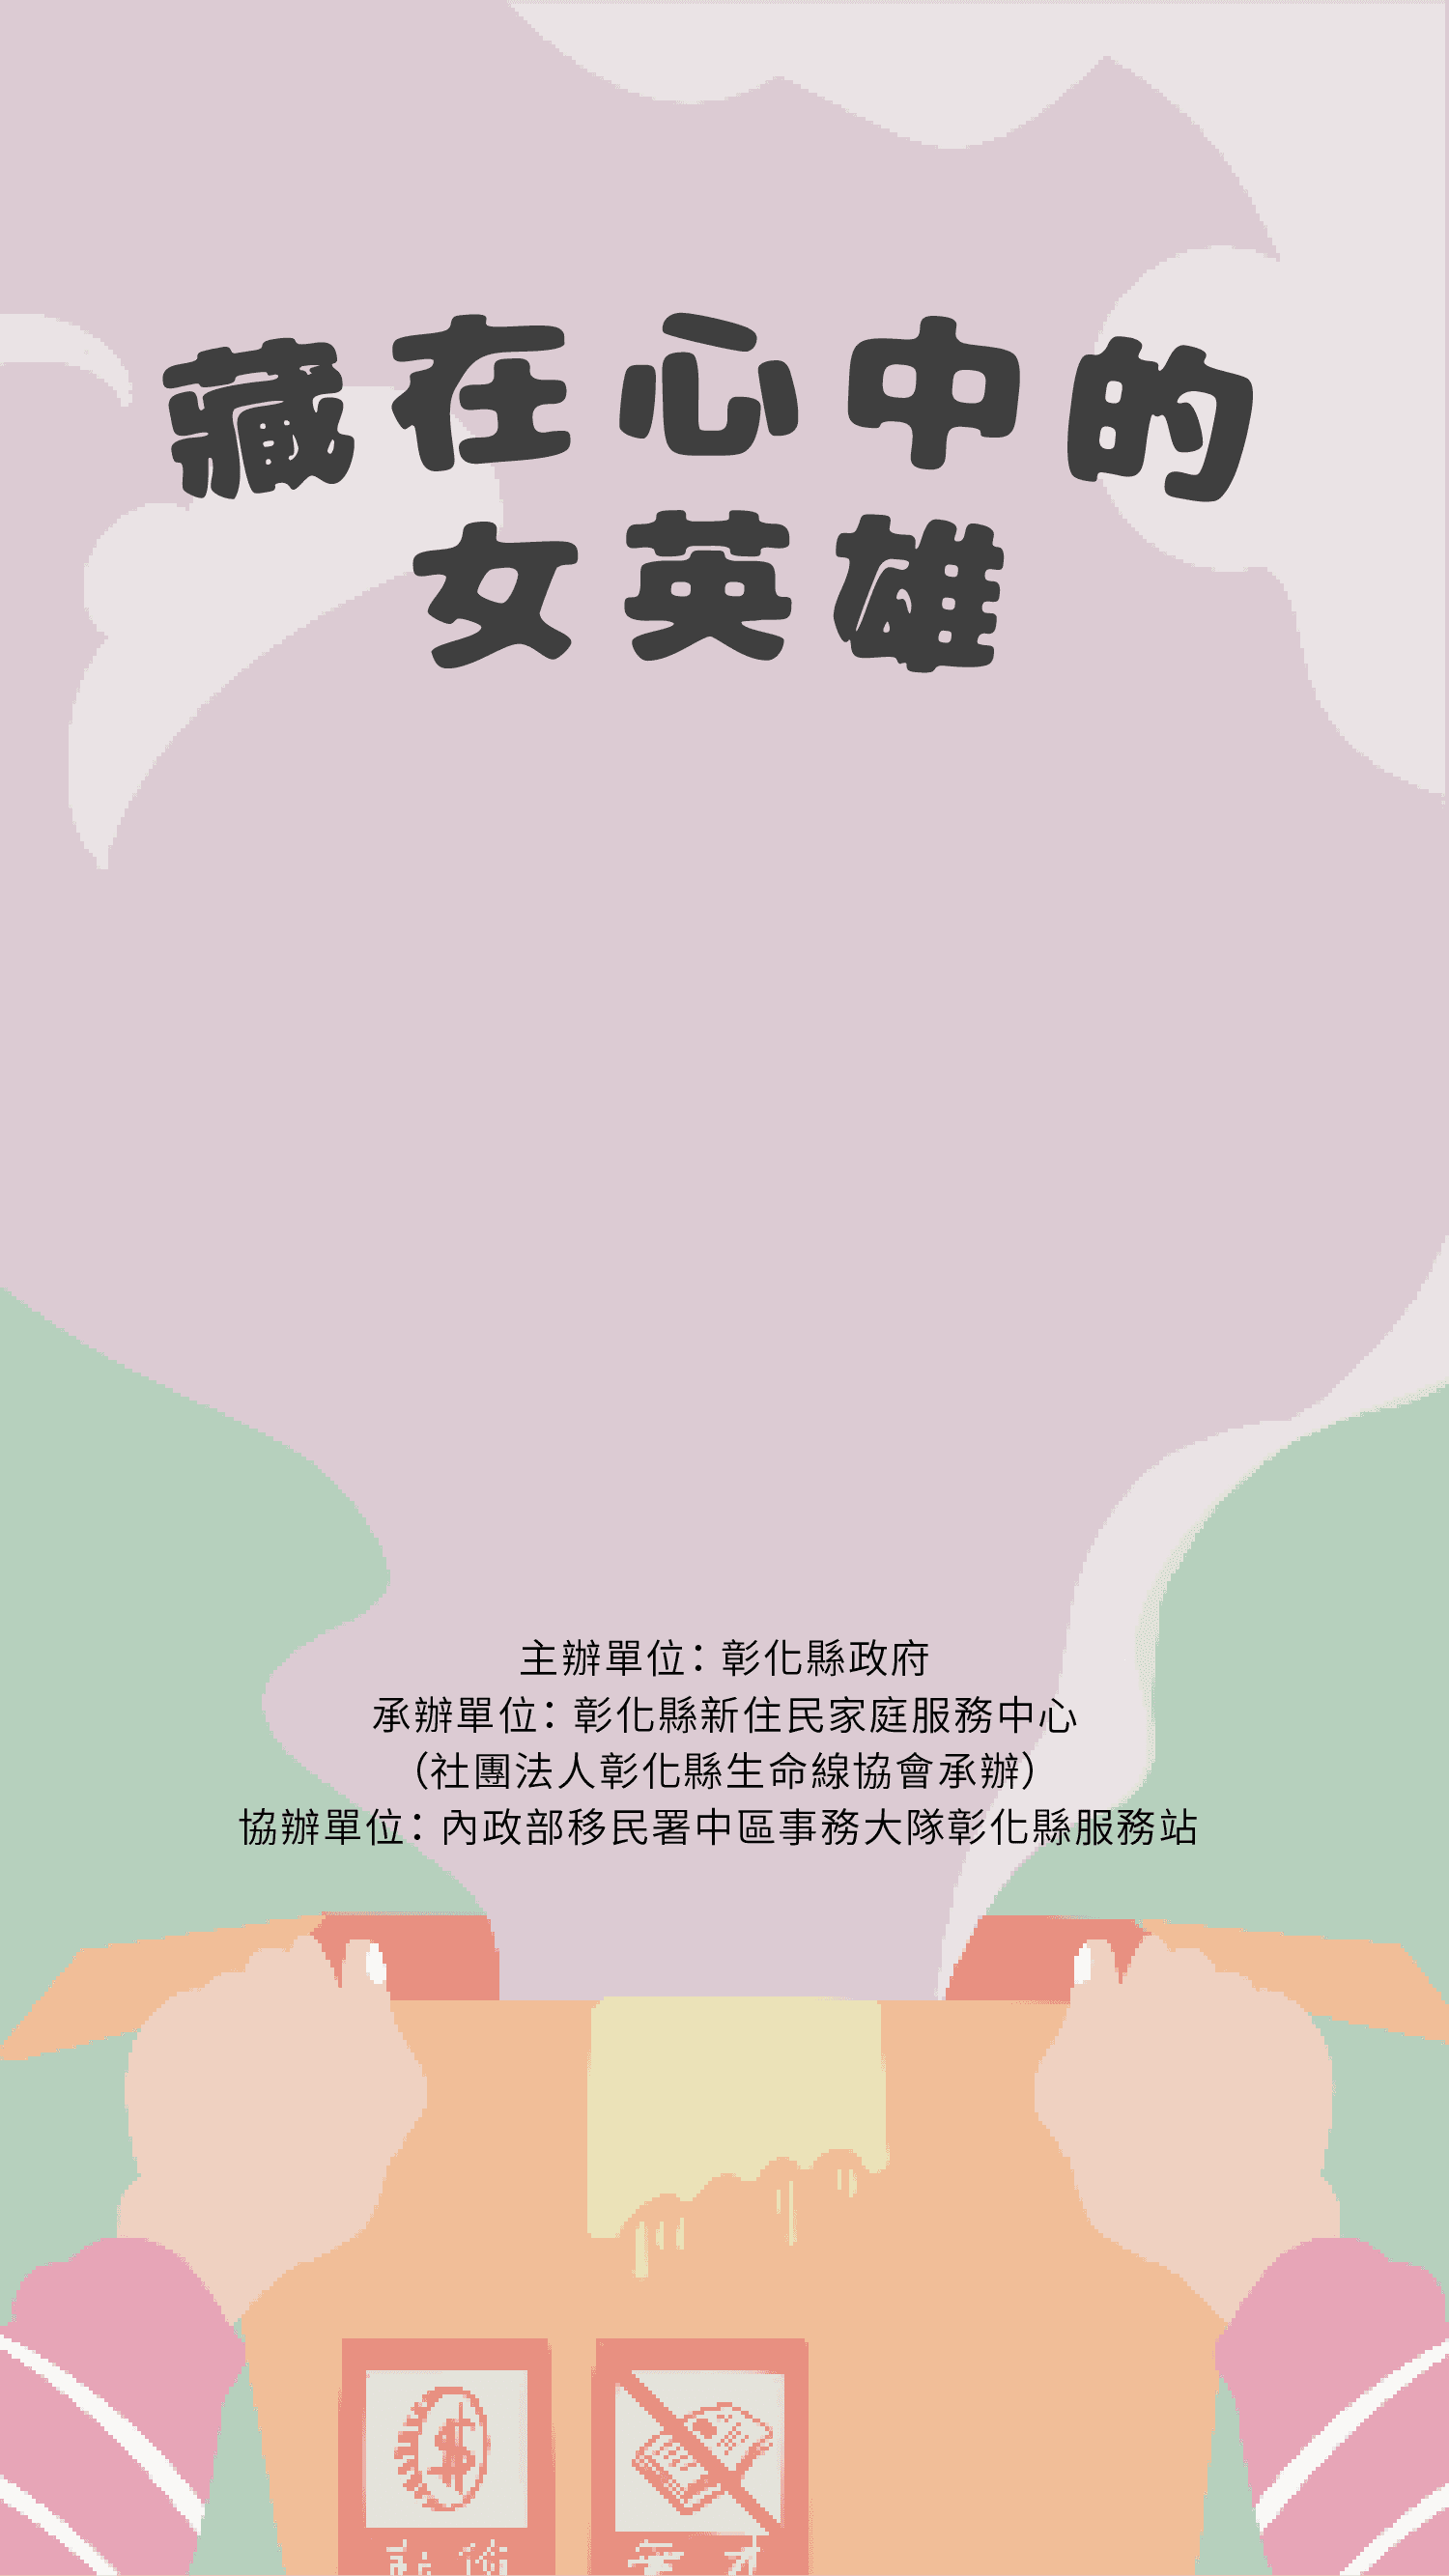 藏在心中的
女英雄
主辦單位：彰化縣政府
承辦單位：彰化縣新住民家庭服務中心
（社團法人彰化縣生命線協會承辦）
協辦單位：內政部移民署中區事務大隊彰化縣服務站
$